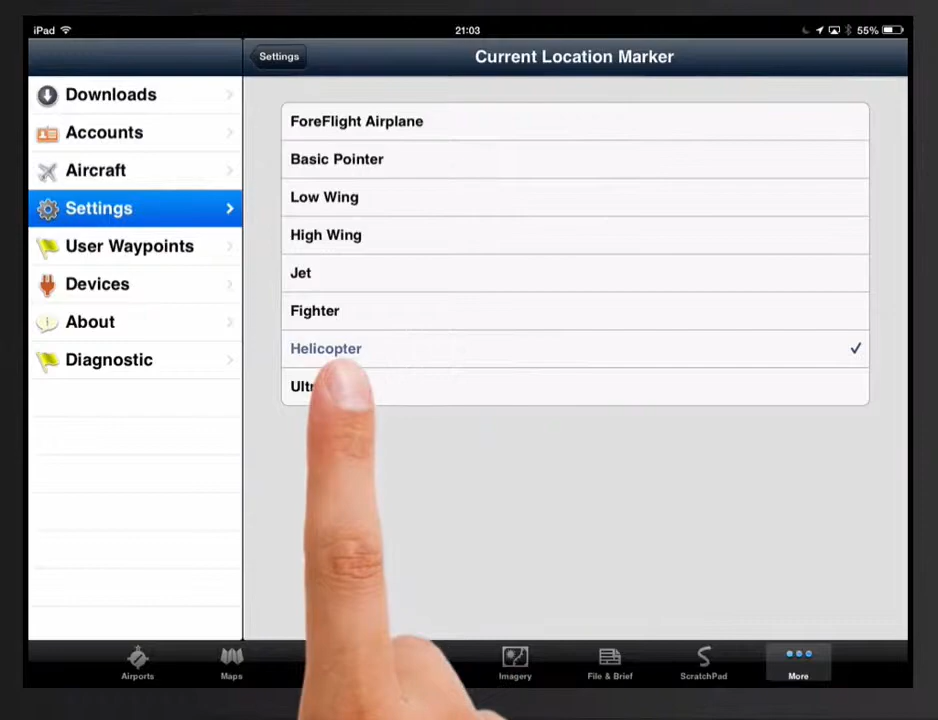 iPad
21:03
55%
Settings
Current Location Marker
Downloads
Accounts
Aircraft
Settings
User Waypoints
Devices
About
Diagnostic
ForeFlight Airplane
Basic Pointer
Low Wing
High Wing
Jet
Fighter
Helicopter
Airports
Maps
Imagery
File & Brief
ScratchPad
More